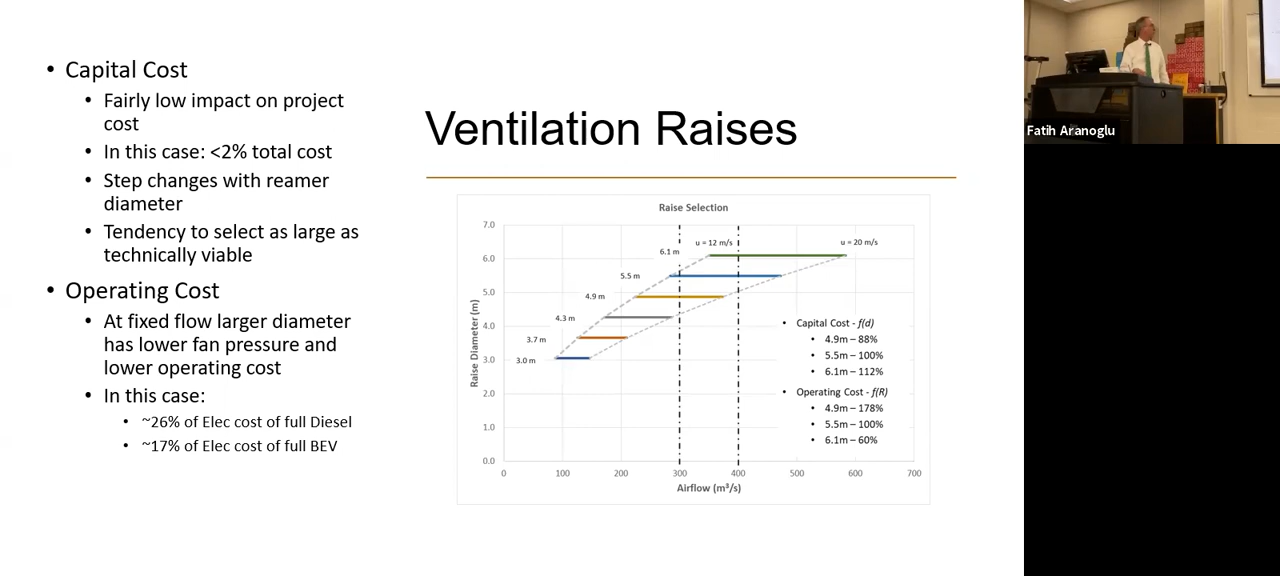 • Capital Cost
• Fairly low impact on project
cost
• In this case: <2% total cost
• Step changes with reamer
diameter
• Tendency to select as large as
technically viable
• Operating Cost
• At fixed flow larger diameter
has lower fan pressure and
lower operating cost
• In this case:
• ~26% of Elec cost of full Diesel
• ~17% of Elec cost of full BEV
Ventilation Raises
Raise Selection
7.0
6.0
5.0
4.0
3.0
2.0
1.0
0.0
Raise Diameter (m)
6.1 m
5.5 m
4.9 m
4.3 m
3.7 m
3.0 m
u = 12 m/s
u = 20 m/s
• Capital Cost - f(d)
• 4.9m – 88%
• 5.5m – 100%
• 6.1m – 112%
• Operating Cost - f(R)
• 4.9m – 178%
• 5.5m – 100%
• 6.1m – 60%
0 100 200 300 400 500 600 700
Airflow (m³/s)
Fatih Aranoglu